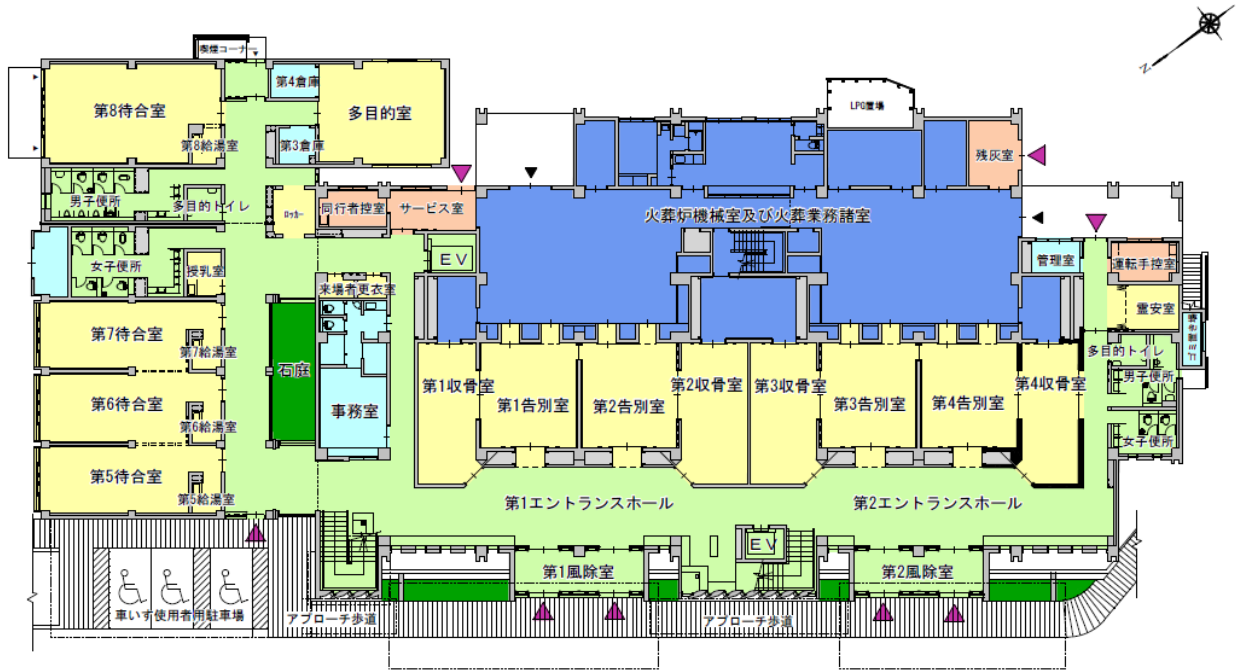 喫煙コーナー
N
第8待合室
第4倉庫
多目的室
LPG置場
第8給湯室
第3倉庫
残灰室
男子便所
多目的トイレ
ロッカー
同行者控室
サービス室
火葬炉機械室及び火葬業務諸室
女子便所
授乳室
EV
管理室
運転手控室
来場者更衣室
霊安室
第7待合室
第7給湯室
石庭
多目的トイレ
第1収骨室
第1告別室
第2告別室
第2収骨室
第3収骨室
第3告別室
第4告別室
第4収骨室
男子便所
第6待合室
第6給湯室
事務室
女子便所
第5待合室
第5給湯室
第1エントランスホール
第2エントランスホール
EV
第1風除室
第2風除室
車いす使用者用駐車場
アプローチ歩道
アプローチ歩道